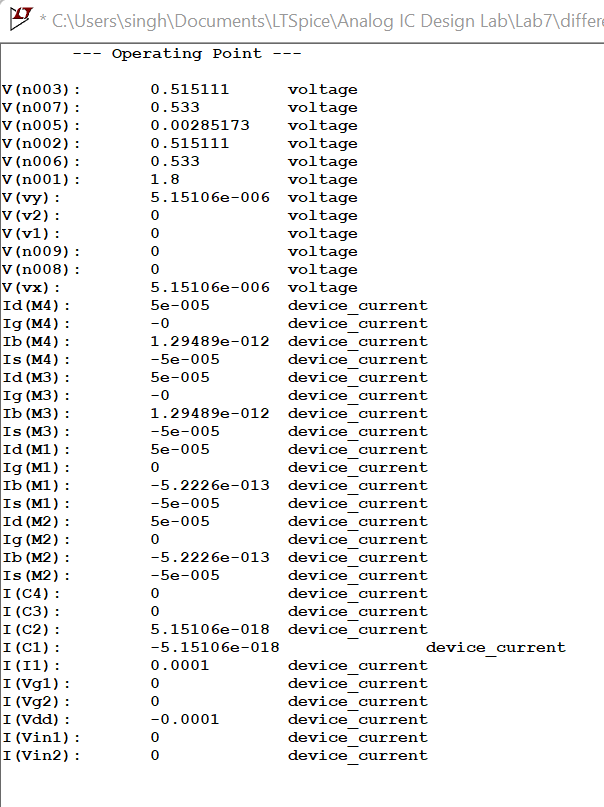 * C:\Users\singh\Documents\LTSpice\Analog IC Design Lab\Lab7\differe
--- Operating Point ---
V(n003): 0.515111 voltage
V(n007): 0.533 voltage
V(n005): 0.00285173 voltage
V(n002): 0.515111 voltage
V(n006): 0.533 voltage
V(n001): 1.8 voltage
V(vy): 5.15106e-006 voltage
V(v2): 0 voltage
V(v1): 0 voltage
V(n009): 0 voltage
V(n008): 0 voltage
V(vx): 5.15106e-006 voltage
Id(M4): 5e-005 device_current
Ig(M4): -0 device_current
Ib(M4): 1.29489e-012 device_current
Is(M4): -5e-005 device_current
Id(M3): 5e-005 device_current
Ig(M3): -0 device_current
Ib(M3): 1.29489e-012 device_current
Is(M3): -5e-005 device_current
Id(M1): 5e-005 device_current
Ig(M1): 0 device_current
Ib(M1): -5.2226e-013 device_current
Is(M1): -5e-005 device_current
Id(M2): 5e-005 device_current
Ig(M2): 0 device_current
Ib(M2): -5.2226e-013 device_current
Is(M2): -5e-005 device_current
I(C4): 0 device_current
I(C3): 0 device_current
I(C2): 5.15106e-018 device_current
I(C1): -5.15106e-018 device_current
I(I1): 0.0001 device_current
I(Vg1): 0 device_current
I(Vg2): 0 device_current
I(Vdd): -0.0001 device_current
I(Vin1): 0 device_current
I(Vin2): 0 device_current